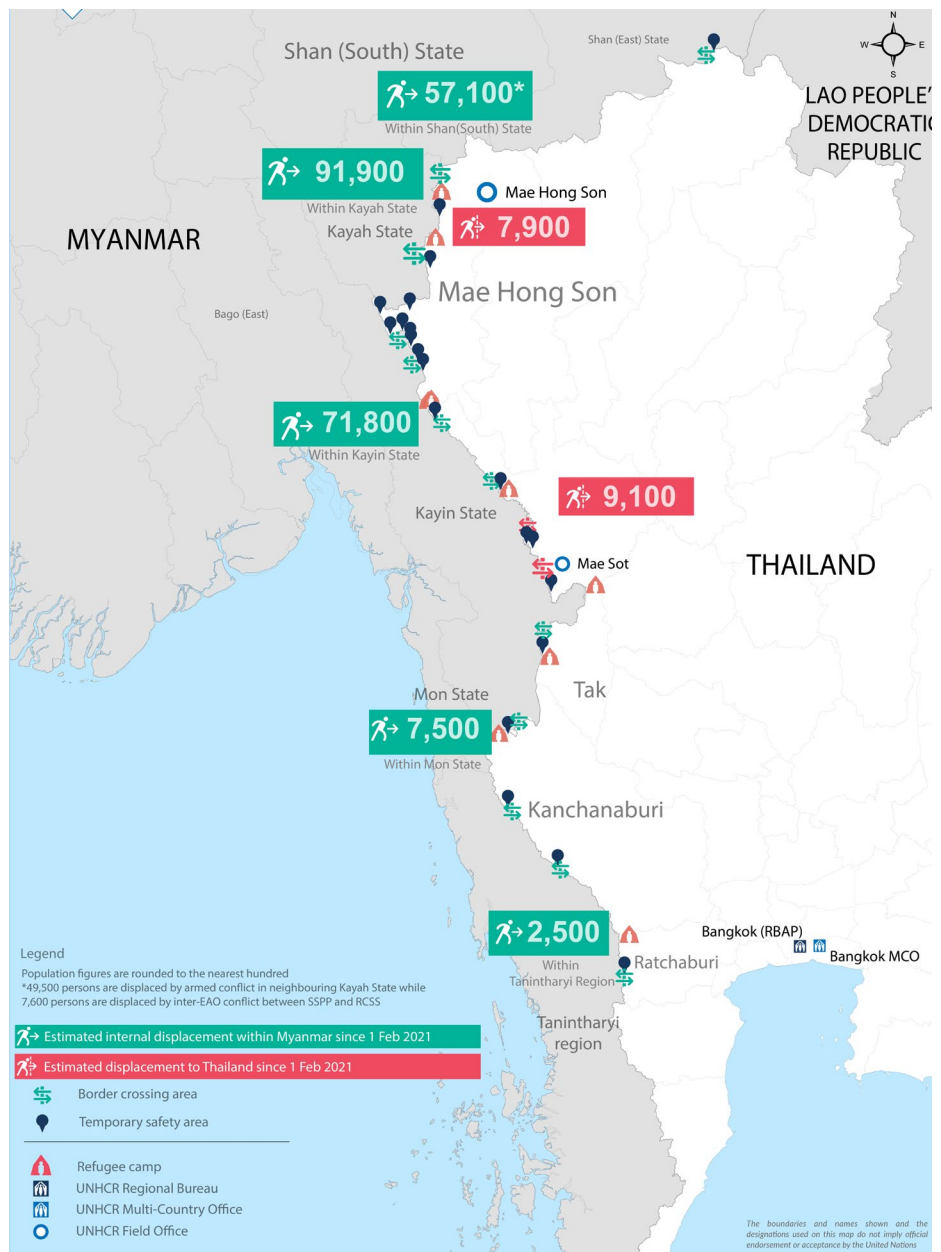 N
W
E
S
Shan (East) State
Shan (South) State
57,100*
Within Shan(South) State
LAO PEOPLE'
DEMOCRATIC
REPUBLIC
91,900
Within Kayah State
Mae Hong Son
Kayah State
7,900
MYANMAR
Mae Hong Son
Bago (East)
71,800
Within Kayin State
9,100
Kayin State
Mae Sot
THAILAND
Tak
Mon State
7,500
Within Mon State
Kanchanaburi
2,500
Within
Tanintharyi Region
Bangkok (RBAP)
Bangkok MCO
Ratchaburi
Tanintharyi
region
Legend
Population figures are rounded to the nearest hundred
*49,500 persons are displaced by armed conflict in neighbouring Kayah State while
7,600 persons are displaced by inter-EAO conflict between SSPP and RCSS
Estimated internal displacement within Myanmar since 1 Feb 2021
Estimated displacement to Thailand since 1 Feb 2021
Border crossing area
Temporary safety area
Refugee camp
UNHCR Regional Bureau
UNHCR Multi-Country Office
UNHCR Field Office
The boundaries and names shown and the
designations used on this map do not imply official
endorsement or acceptance by the United Nations